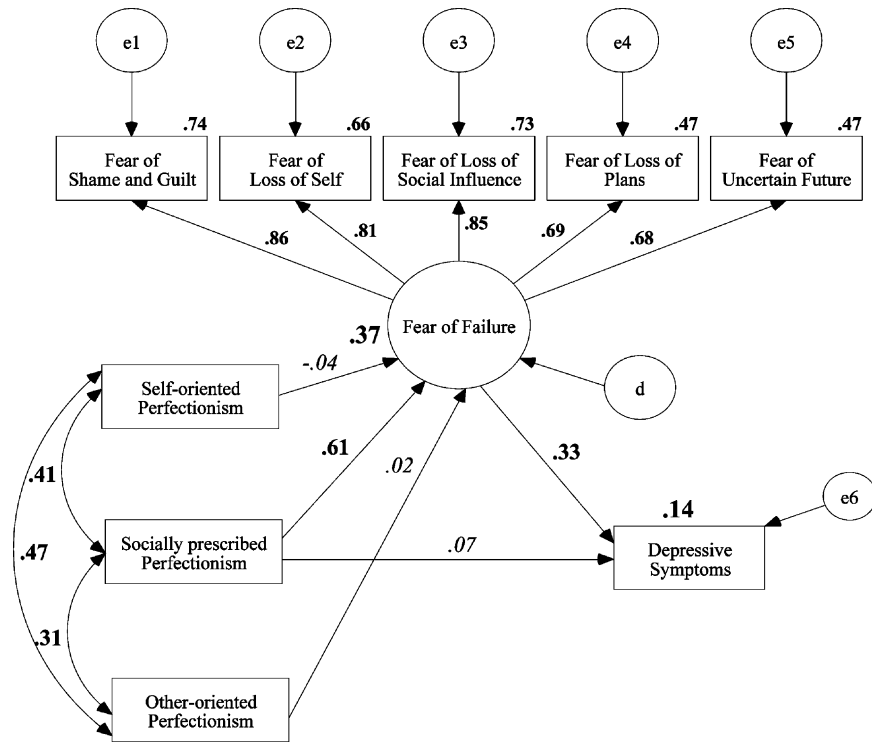 e1
e2
e3
e4
e5
.74
.66
.73
.47
.47
Fear of
Shame and Guilt
Fear of
Loss of Self
Fear of Loss of
Social Influence
Fear of Loss of
Plans
Fear of
Uncertain Future
.86
.81
.85
.69
.68
Fear of Failure
.37
-.04
d
Self-oriented
Perfectionism
.61
.02
.33
.41
e6
.14
.47
Socially prescribed
Perfectionism
.07
Depressive
Symptoms
.31
Other-oriented
Perfectionism